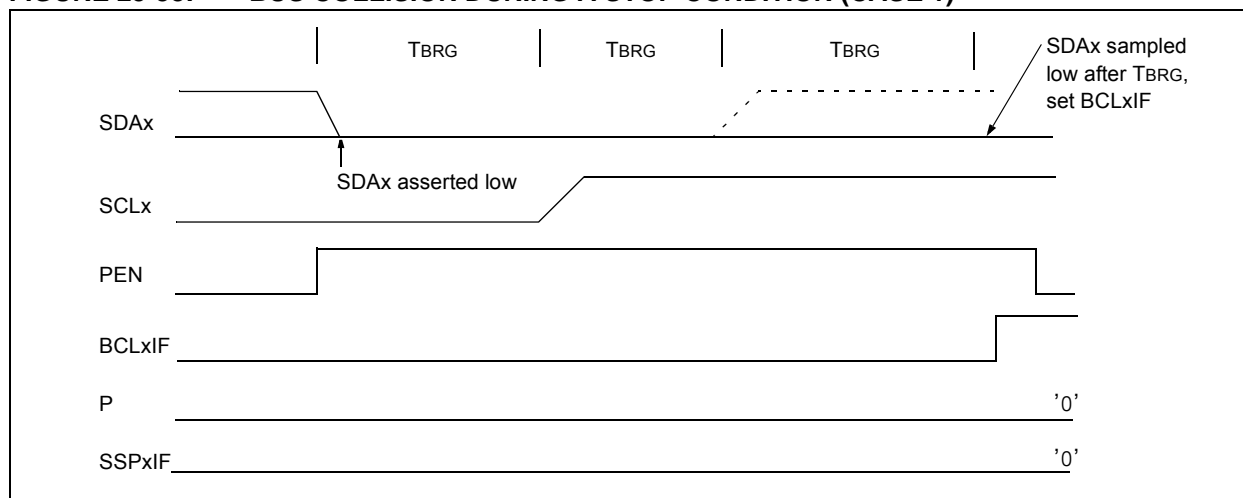 TBRG TBRG TBRG
SDAx sampled
low after TBRG,
set BCLxIF
SDAx
SDAx asserted low
SCLx
PEN
BCLxIF
P '0'
SSPxIF '0'